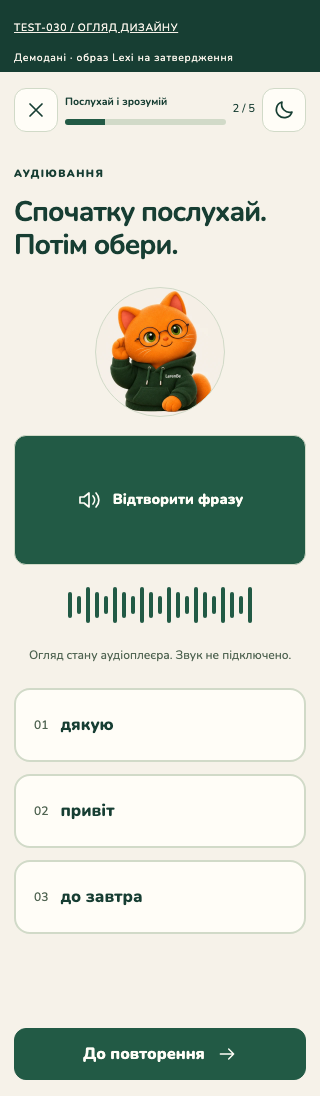 TEST-030 / ОГЛЯД ДИЗАЙНУ
Демодані · образ Lexi на затвердження
Послухай і зрозумій
2 / 5
АУДІЮВАННЯ
Спочатку послухай.
Потім обери.
Відтворити фразу
Огляд стану аудіоплеєра. Звук не підключено.
01 дякую
02 привіт
03 до завтра
До повторення